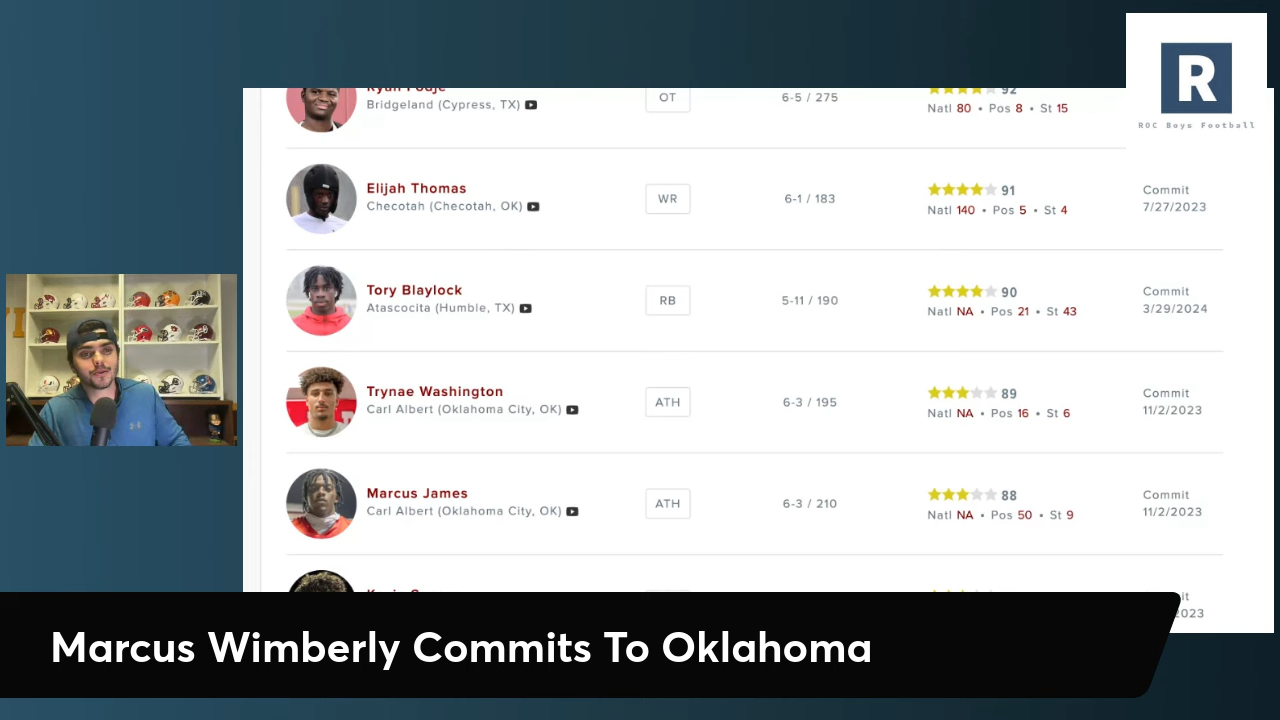 R
ROC Boys Football
Bridgeland (Cypress, TX)
OT
6-5 / 275
92
Natl 80 • Pos 8 • St 15
Elijah Thomas
Checotah (Checotah, OK)
WR
6-1 / 183
91
Natl 140 • Pos 5 • St 4
Commit
7/27/2023
Tory Blaylock
Atascocita (Humble, TX)
RB
5-11 / 190
90
Natl NA • Pos 21 • St 43
Commit
3/29/2024
Trynae Washington
Carl Albert (Oklahoma City, OK)
ATH
6-3 / 195
89
Natl NA • Pos 16 • St 6
Commit
11/2/2023
Marcus James
Carl Albert (Oklahoma City, OK)
ATH
6-3 / 210
88
Natl NA • Pos 50 • St 9
Commit
11/2/2023
Marcus Wimberly Commits To Oklahoma